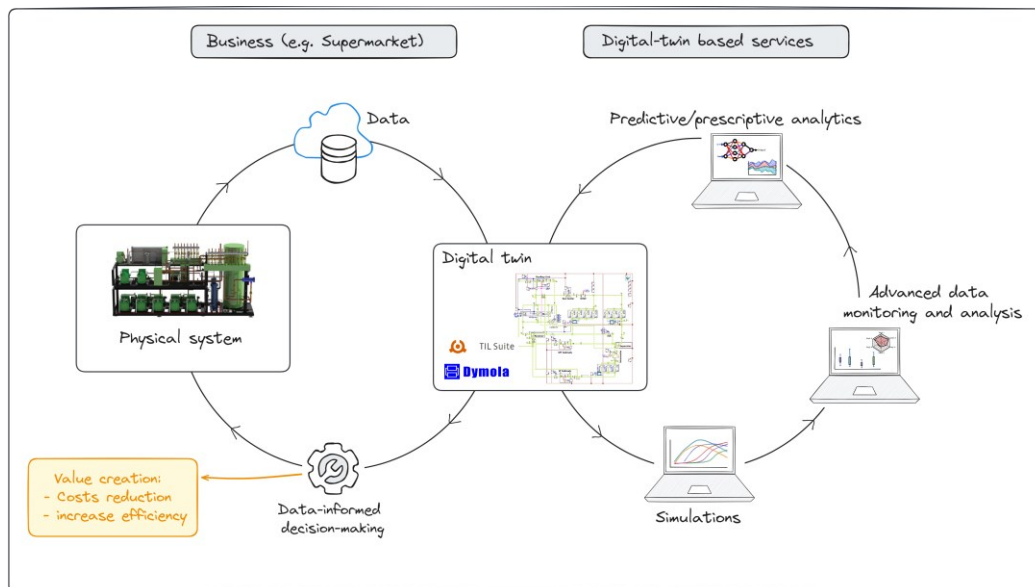 Business (e.g. Supermarket)
Digital-twin based services
Data
Predictive/prescriptive analytics
Digital twin
Physical system
TIL Suite
Dymola
Advanced data
monitoring and analysis
Value creation:
- Costs reduction
- increase efficiency
Data-informed
decision-making
Simulations